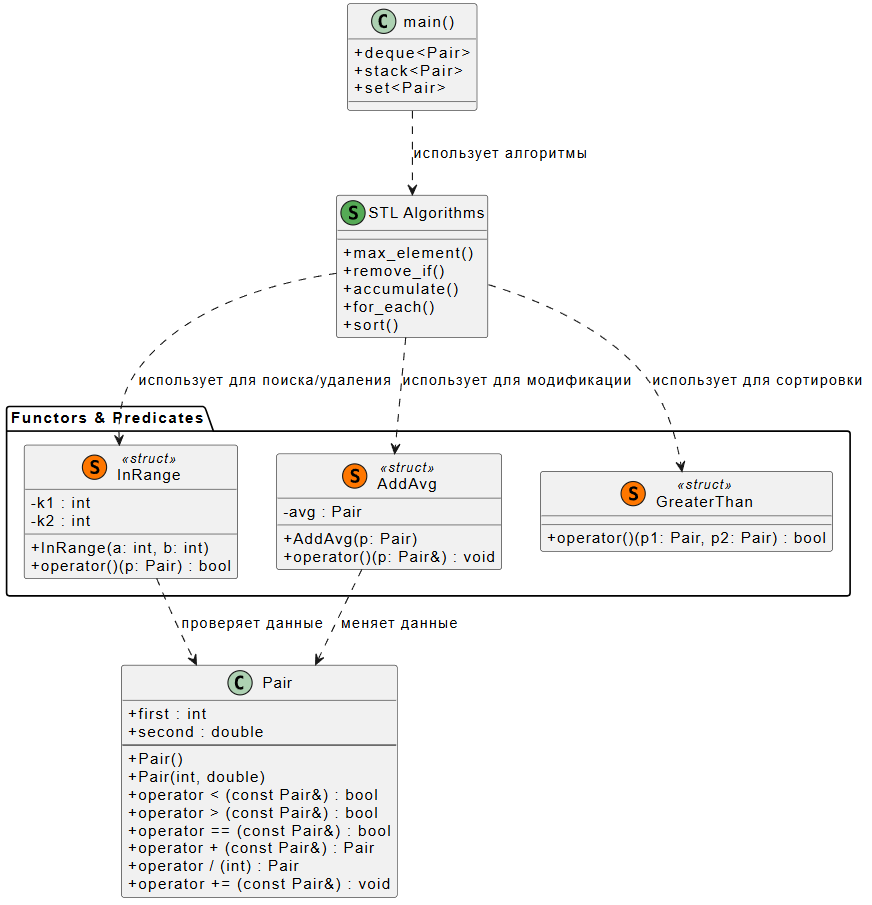 C main()
+deque<Pair>
+stack<Pair>
+set<Pair>
использует алгоритмы
S STL Algorithms
+max_element()
+remove_if()
+accumulate()
+for_each()
+sort()
использует для поиска/удаления
использует для модификации
использует для сортировки
Functors & Predicates
S «struct»
InRange
-k1 : int
-k2 : int
+InRange(a: int, b: int)
+operator()(p: Pair) : bool
S «struct»
AddAvg
-avg : Pair
+AddAvg(p: Pair)
+operator()(p: Pair&) : void
S «struct»
GreaterThan
+operator()(p1: Pair, p2: Pair) : bool
проверяет данные
меняет данные
C Pair
+first : int
+second : double
+Pair()
+Pair(int, double)
+operator < (const Pair&) : bool
+operator > (const Pair&) : bool
+operator == (const Pair&) : bool
+operator + (const Pair&) : Pair
+operator / (int) : Pair
+operator += (const Pair&) : void